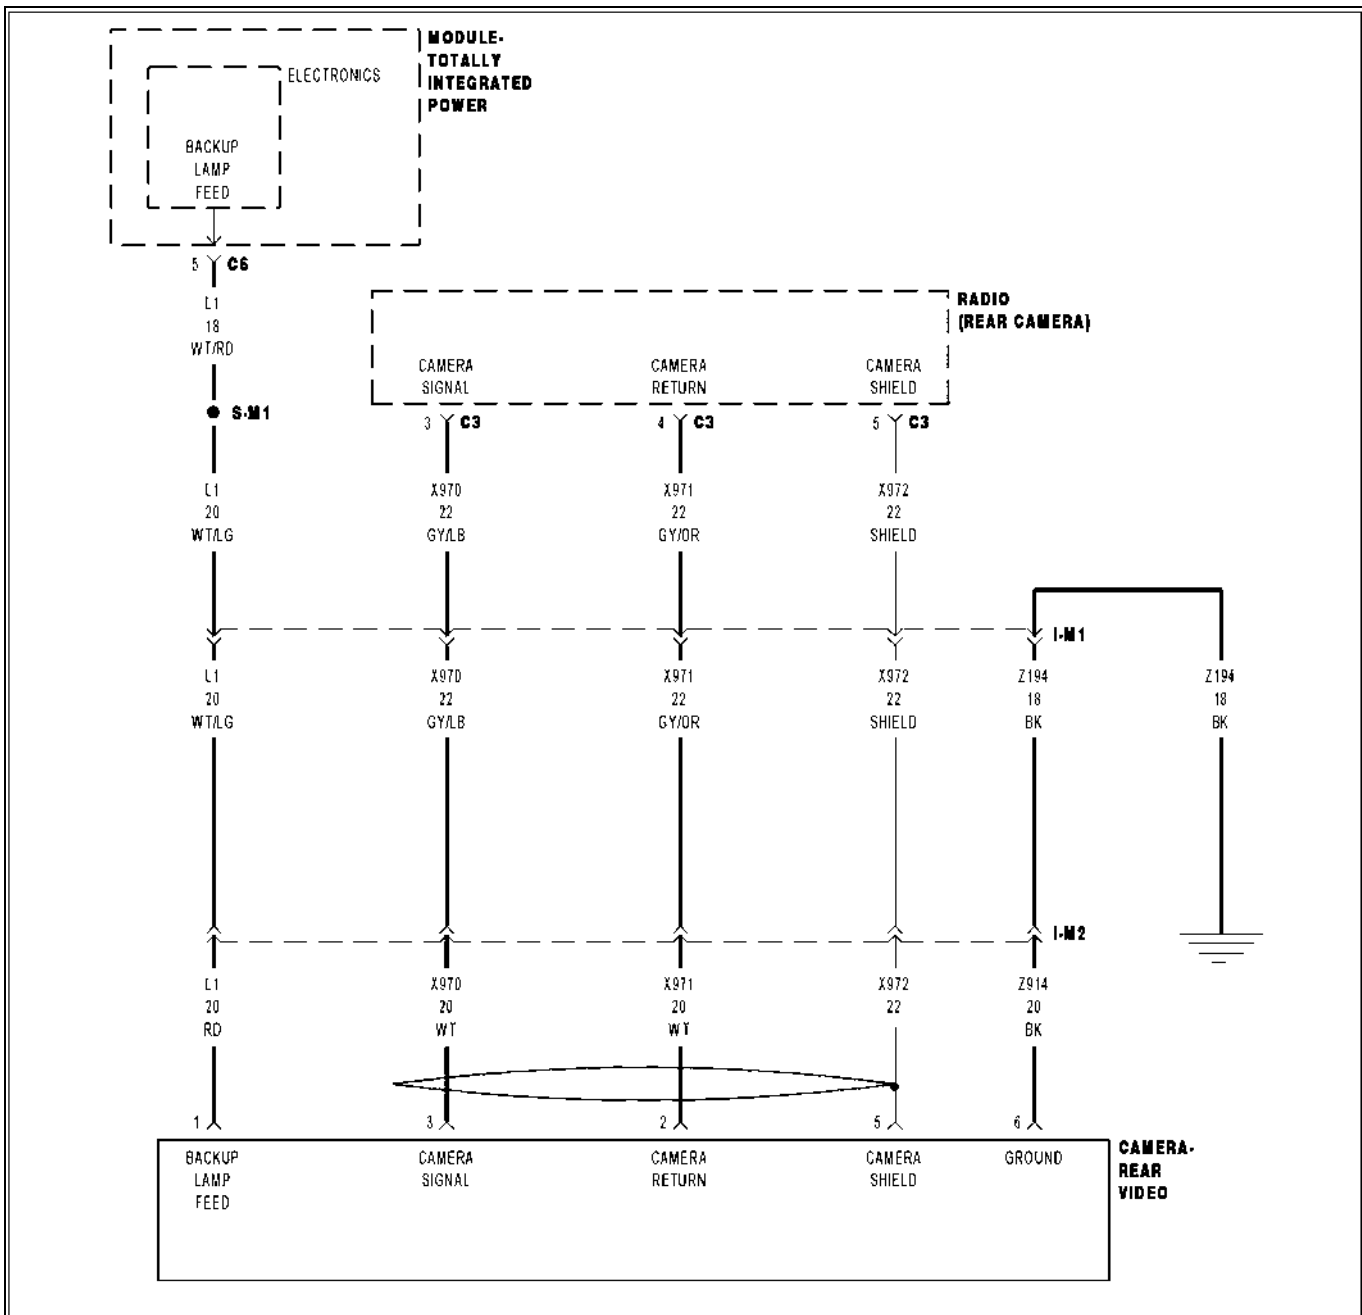 MODULE-
TOTALLY
INTEGRATED
POWER
ELECTRONICS
BACKUP
LAMP
FEED
5 C6
L1
18
WT/RD
RADIO
(REAR CAMERA)
CAMERA
SIGNAL
CAMERA
RETURN
CAMERA
SHIELD
S-M1
3 C3
4 C3
5 C3
L1 X970 X971 X972
20 22 22 22
WT/LG GY/LB GY/OR SHIELD
I-M1
L1 X970 X971 X972 Z194 Z194
20 22 22 22 18 18
WT/LG GY/LB GY/OR SHIELD BK BK
I-M2
L1 X970 X971 X972 Z914
20 20 20 22 20
RD WT WT BK
1 3 2 5 6
BACKUP
LAMP
FEED
CAMERA
SIGNAL
CAMERA
RETURN
CAMERA
SHIELD
GROUND
CAMERA-
REAR
VIDEO